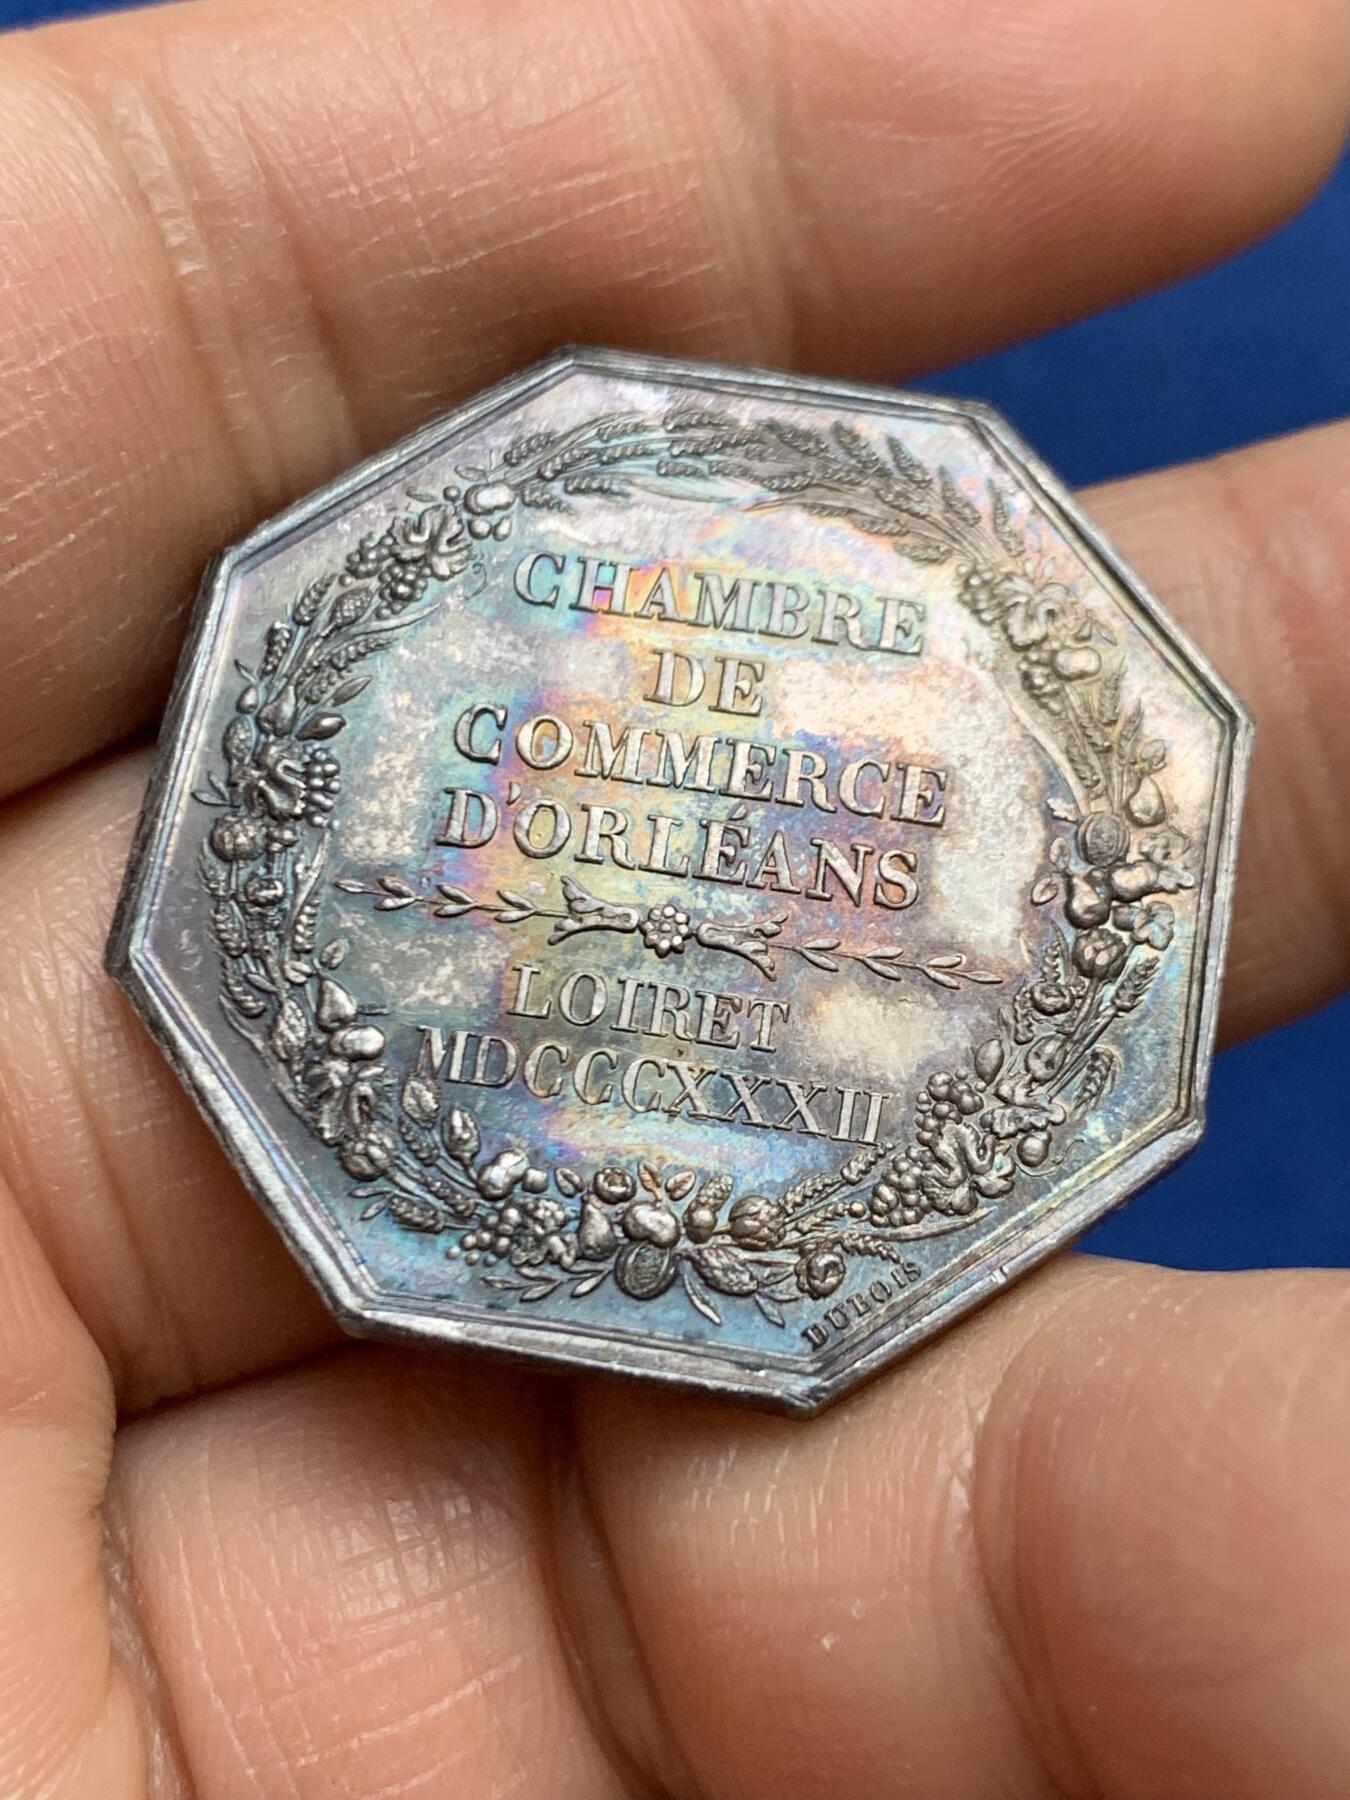 CHAMBRE
DE
COMMERCE
D'ORLÉANS
LOIRET
MDCCCXXXII
DUBOIS